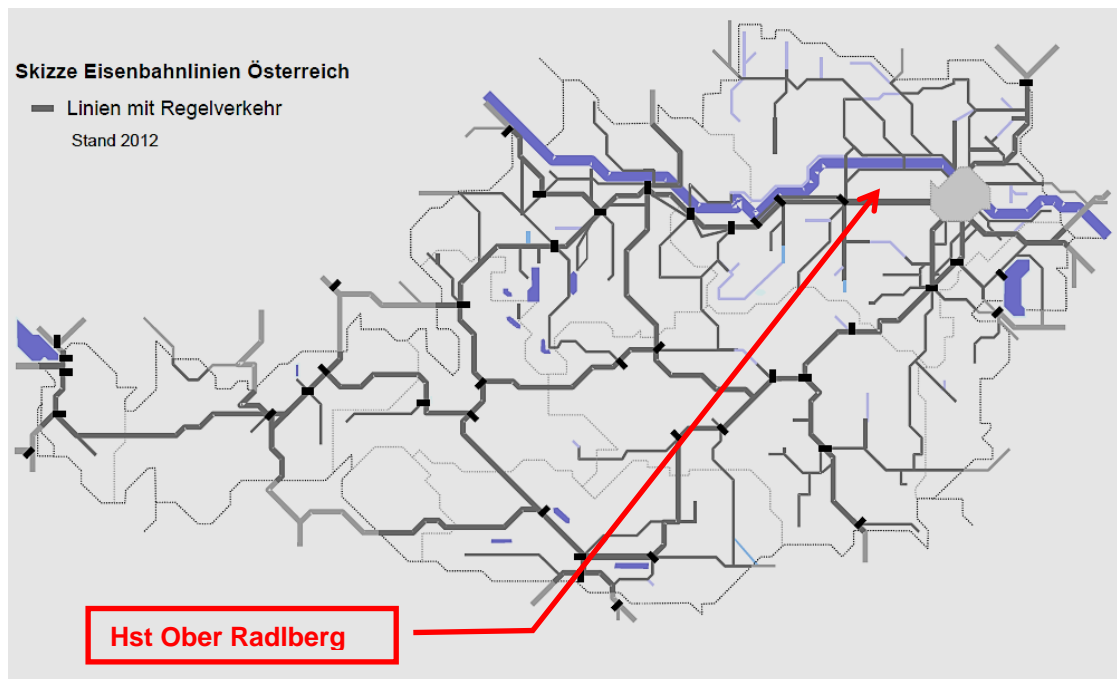 Skizze Eisenbahnlinien Österreich
Linien mit Regelverkehr
Stand 2012
Hst Ober Radlberg